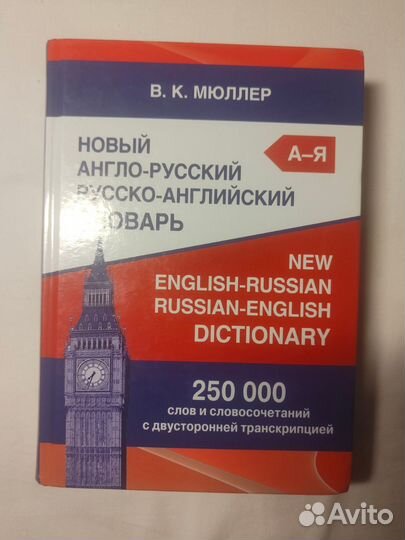 В. К. МЮЛЛЕР
НОВЫЙ
АНГЛО-РУССКИЙ
РУССКО-АНГЛИЙСКИЙ
СЛОВАРЬ
А–Я
NEW
ENGLISH-RUSSIAN
RUSSIAN-ENGLISH
DICTIONARY
250 000
слов и словосочетаний
с двусторонней транскрипцией
Avito